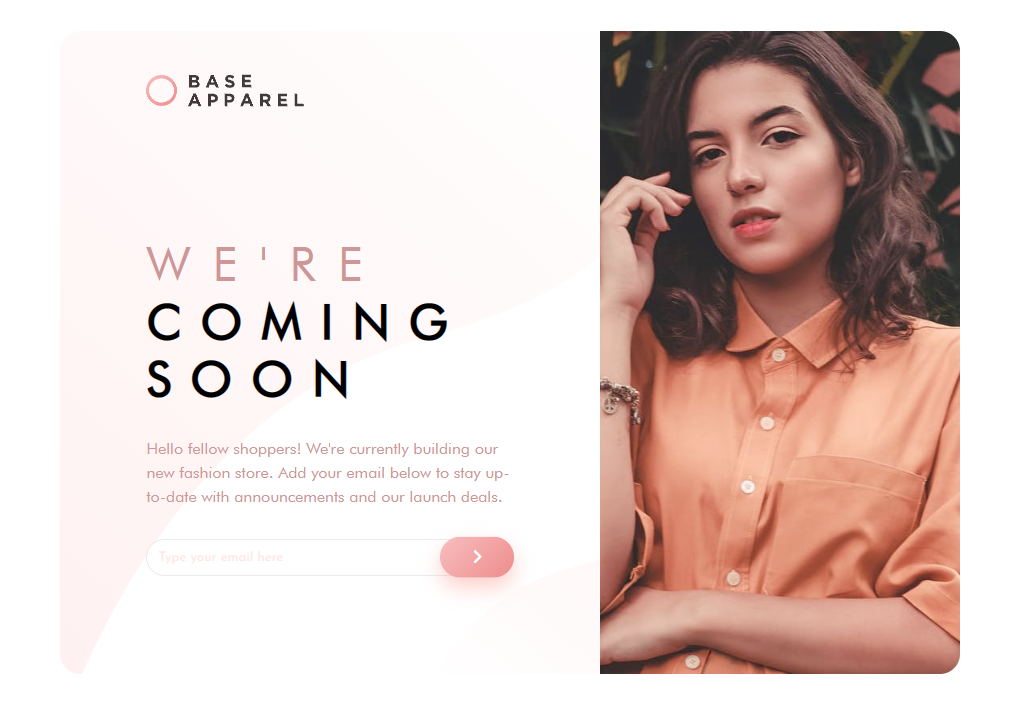 BASE
APPAREL
WE'RE
COMING
SOON
Hello fellow shoppers! We're currently building our
new fashion store. Add your email below to stay up-
to-date with announcements and our launch deals.
Type your email here